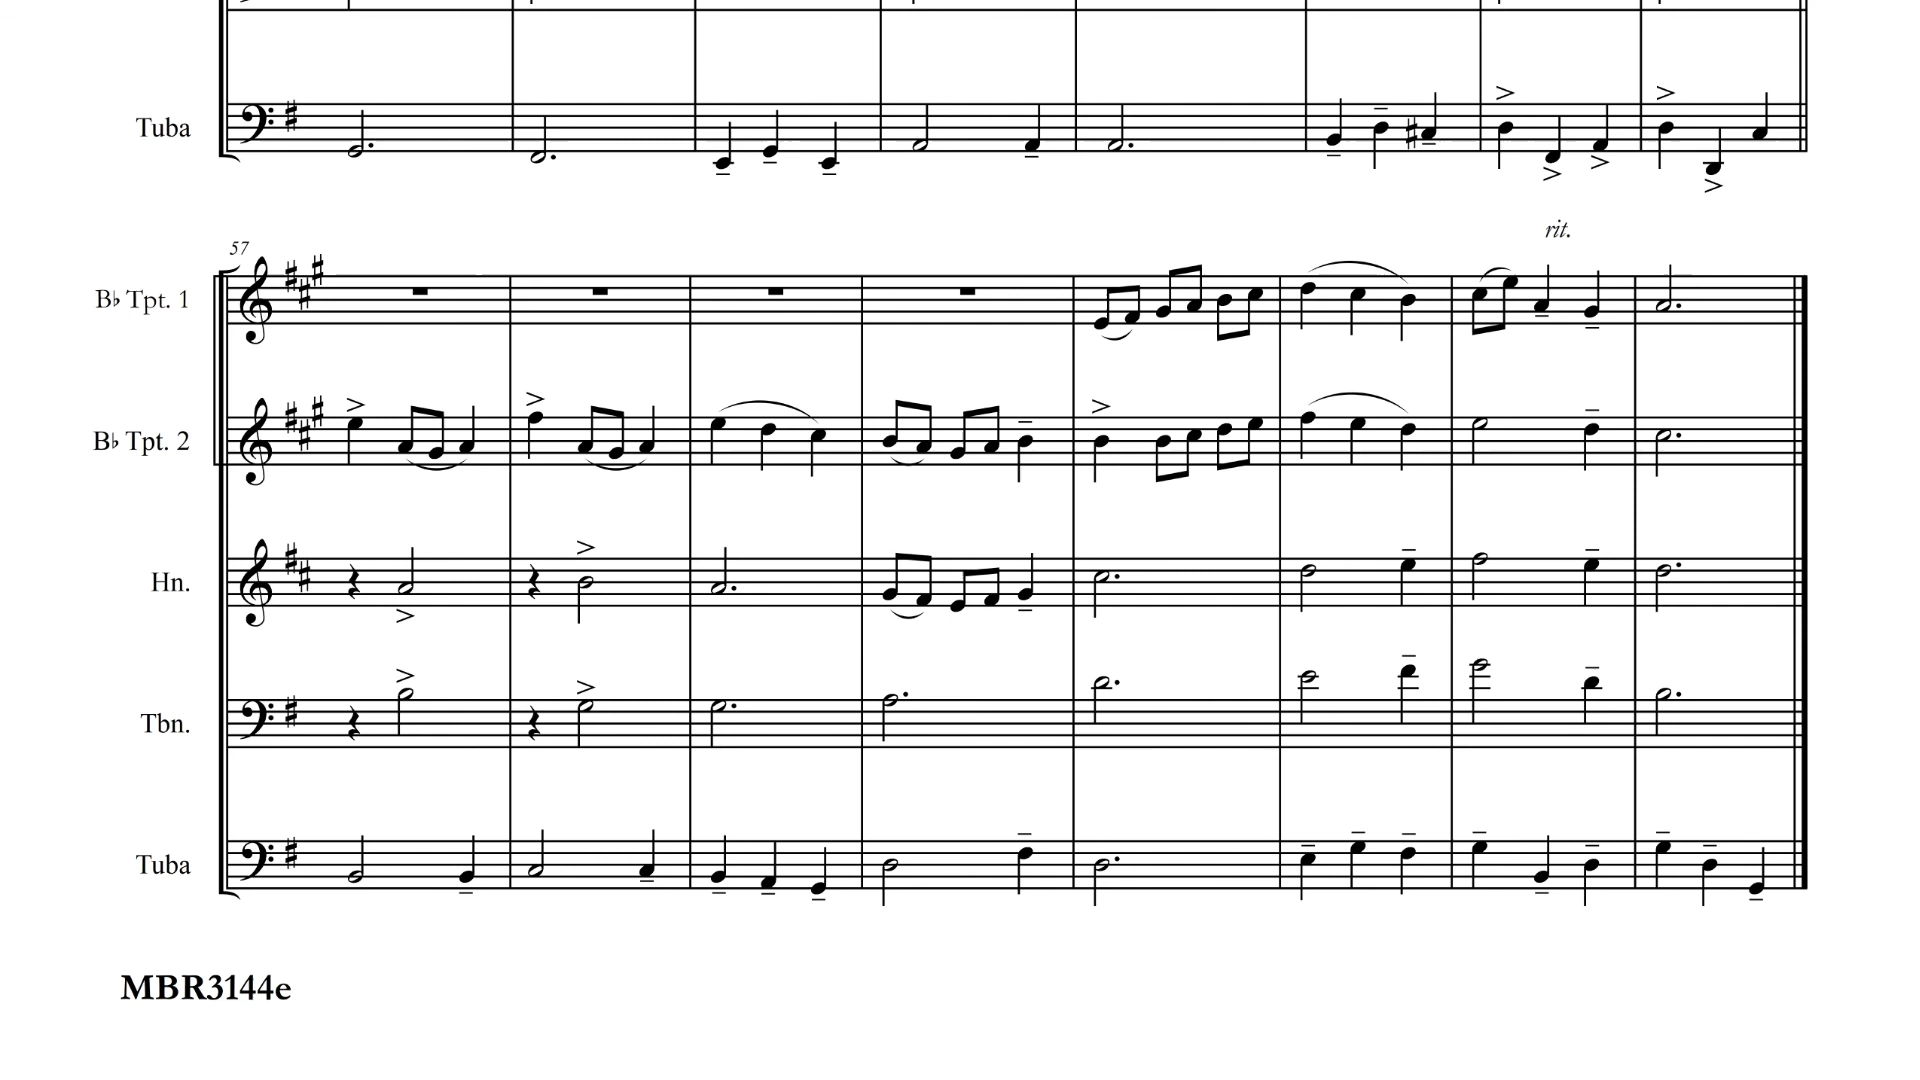 Tuba
rit.
57
B♭ Tpt. 1
B♭ Tpt. 2
Hn.
Tbn.
Tuba
MBR3144e